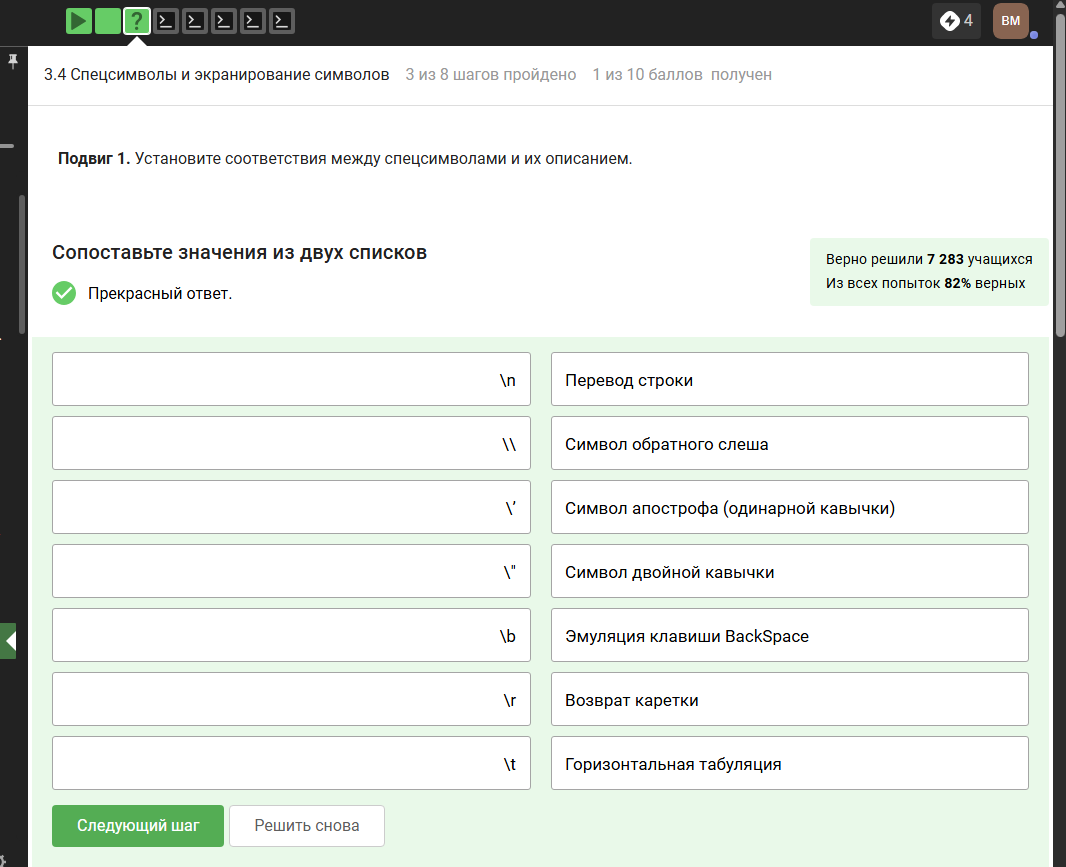 4
ВМ
3.4 Спецсимволы и экранирование символов 3 из 8 шагов пройдено 1 из 10 баллов получен
Подвиг 1. Установите соответствия между спецсимволами и их описанием.
Сопоставьте значения из двух списков
Верно решили 7 283 учащихся
Из всех попыток 82% верных
Прекрасный ответ.
\n Перевод строки
\\ Символ обратного слеша
\’ Символ апострофа (одинарной кавычки)
\" Символ двойной кавычки
\b Эмуляция клавиши BackSpace
\r Возврат каретки
\t Горизонтальная табуляция
Следующий шаг Решить снова